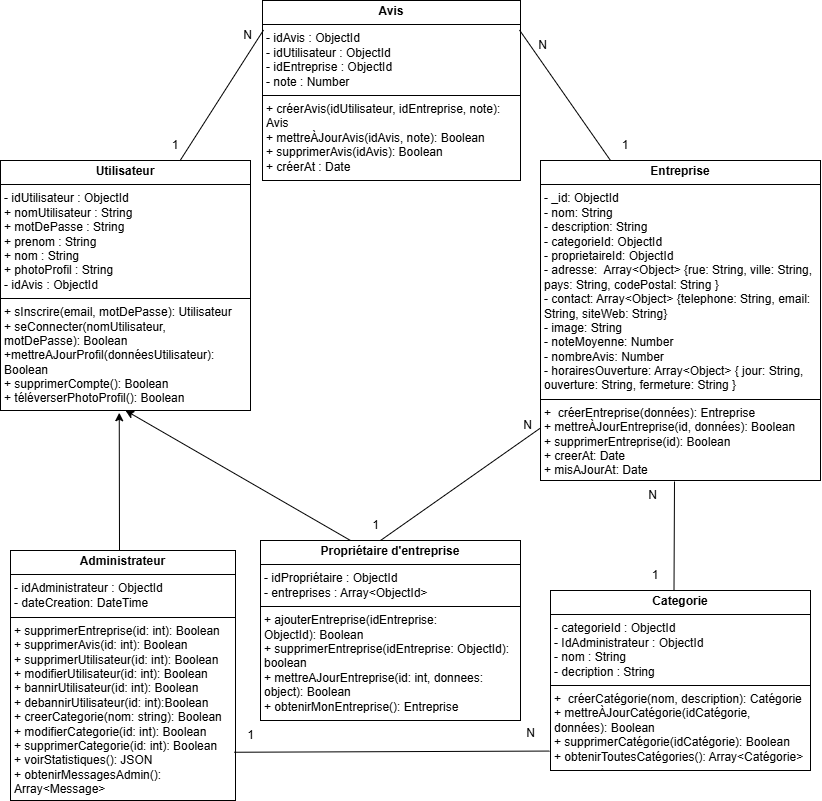 Avis
- idAvis : ObjectId
- idUtilisateur : ObjectId
- idEntreprise : ObjectId
- note : Number
+ créerAvis(idUtilisateur, idEntreprise, note):
Avis
+ mettreÀJourAvis(idAvis, note): Boolean
+ supprimerAvis(idAvis): Boolean
+ créerAt : Date
N
N
1
1
Utilisateur
- idUtilisateur : ObjectId
+ nomUtilisateur : String
+ motDePasse : String
+ prenom : String
+ nom : String
+ photoProfil : String
- idAvis : ObjectId
+ sInscrire(email, motDePasse): Utilisateur
+ seConnecter(nomUtilisateur,
motDePasse): Boolean
+mettreAJourProfil(donnéesUtilisateur):
Boolean
+ supprimerCompte(): Boolean
+ téléverserPhotoProfil(): Boolean
Entreprise
- _id: ObjectId
- nom: String
- description: String
- categorieId: ObjectId
- proprietaireId: ObjectId
- adresse: Array<Object> {rue: String, ville: String,
pays: String, codePostal: String }
- contact: Array<Object> {telephone: String, email:
String, siteWeb: String}
- image: String
- noteMoyenne: Number
- nombreAvis: Number
- horairesOuverture: Array<Object> { jour: String,
ouverture: String, fermeture: String }
+ créerEntreprise(données): Entreprise
+ mettreÀJourEntreprise(id, données): Boolean
+ supprimerEntreprise(id): Boolean
+ creerAt: Date
+ misAJourAt: Date
N
1
N
1
Administrateur
- idAdministrateur : ObjectId
- dateCreation: DateTime
+ supprimerEntreprise(id: int): Boolean
+ supprimerAvis(id: int): Boolean
+ supprimerUtilisateur(id: int): Boolean
+ modifierUtilisateur(id: int): Boolean
+ bannirUtilisateur(id: int): Boolean
+ debannirUtilisateur(id: int):Boolean
+ creerCategorie(nom: string): Boolean
+ modifierCategorie(id: int): Boolean
+ supprimerCategorie(id: int): Boolean
+ voirStatistiques(): JSON
+ obtenirMessagesAdmin():
Array<Message>
Propriétaire d'entreprise
- idPropriétaire : ObjectId
- entreprises : Array<ObjectId>
+ ajouterEntreprise(idEntreprise:
ObjectId): Boolean
+ supprimerEntreprise(idEntreprise: ObjectId):
boolean
+ mettreAJourEntreprise(id: int, donnees:
object): Boolean
+ obtenirMonEntreprise(): Entreprise
Categorie
- categorieId : ObjectId
- IdAdministrateur : ObjectId
- nom : String
- decription : String
+ créerCatégorie(nom, description): Catégorie
+ mettreÀJourCatégorie(idCatégorie,
données): Boolean
+ supprimerCatégorie(idCatégorie): Boolean
+ obtenirToutesCatégories(): Array<Catégorie>
1
N